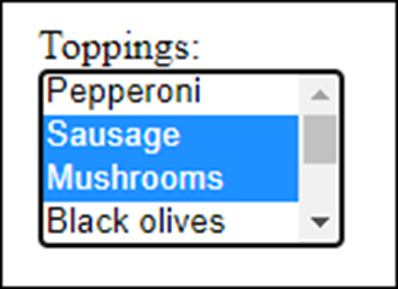 Toppings:
Pepperoni
Sausage
Mushrooms
Black olives